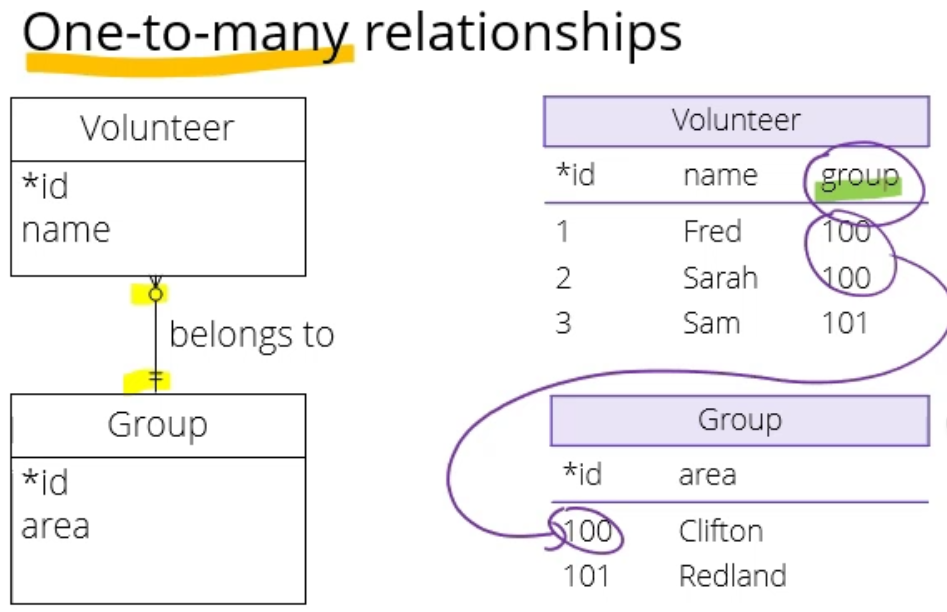 One-to-many relationships
Volunteer
*id
name
belongs to
Group
*id
area
Volunteer
*id name group
1 Fred 100
2 Sarah 100
3 Sam 101
Group
*id area
100 Clifton
101 Redland